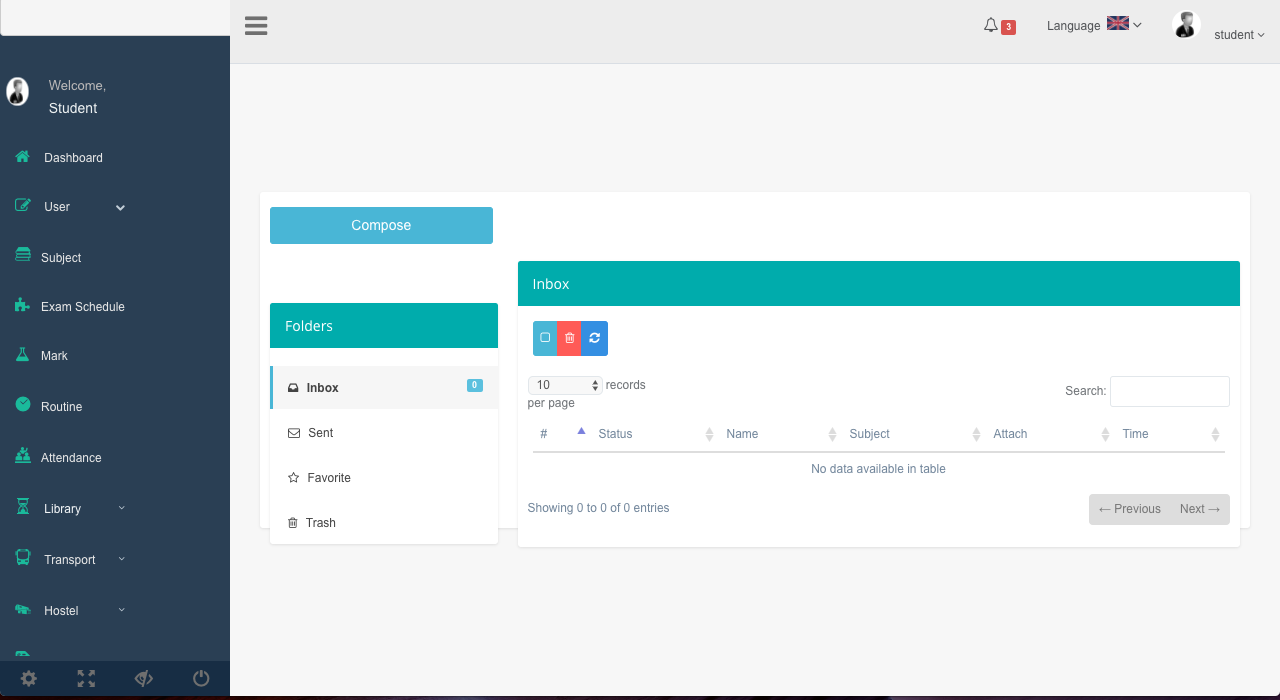 3
Language
student
Welcome,
Student
Dashboard
User
Subject
Exam Schedule
Mark
Routine
Attendance
Library
Transport
Hostel
Compose
Folders
Inbox 0
Sent
Favorite
Trash
Inbox
10 records
per page
Search:
# Status Name Subject Attach Time
No data available in table
Showing 0 to 0 of 0 entries
← Previous Next →